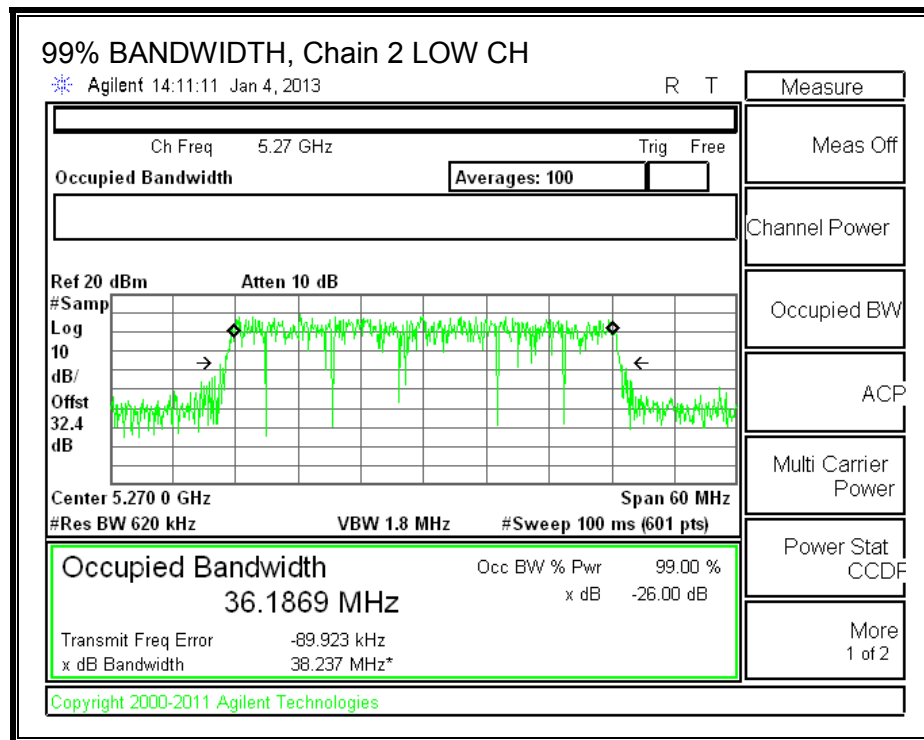 99% BANDWIDTH, Chain 2 LOW CH
Agilent 14:11:11 Jan 4, 2013 R T
Measure
Ch Freq 5.27 GHz Trig Free
Meas Off
Occupied Bandwidth Averages: 100
Channel Power
Ref 20 dBm Atten 10 dB
#Samp
Log
10
dB/
Offst
32.4
dB
Occupied BW
ACP
Center 5.270 0 GHz Span 60 MHz
#Res BW 620 kHz VBW 1.8 MHz #Sweep 100 ms (601 pts)
Multi Carrier
Power
Occupied Bandwidth Occ BW % Pwr 99.00 %
36.1869 MHz x dB -26.00 dB
Transmit Freq Error -89.923 kHz
x dB Bandwidth 38.237 MHz*
Power Stat
CCDF
More
1 of 2
Copyright 2000-2011 Agilent Technologies